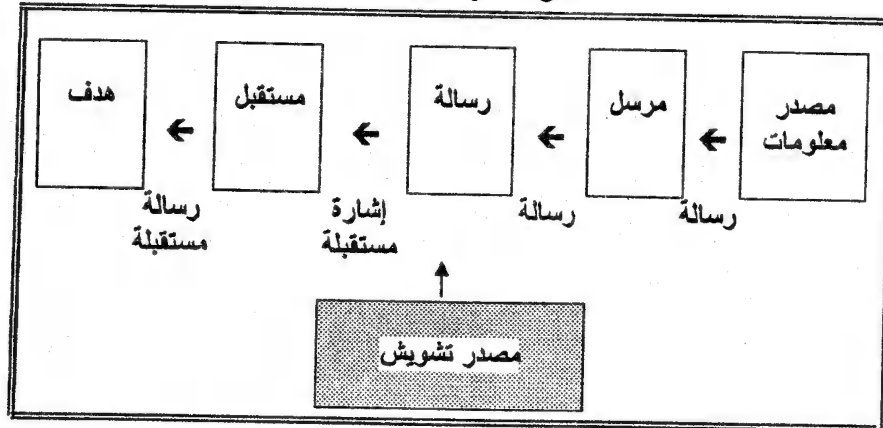 مصدر
معلومات
مرسل
رسالة
مستقبل
هدف
رسالة
رسالة
إشارة
مستقبلة
رسالة
مستقبلة
مصدر تشويش